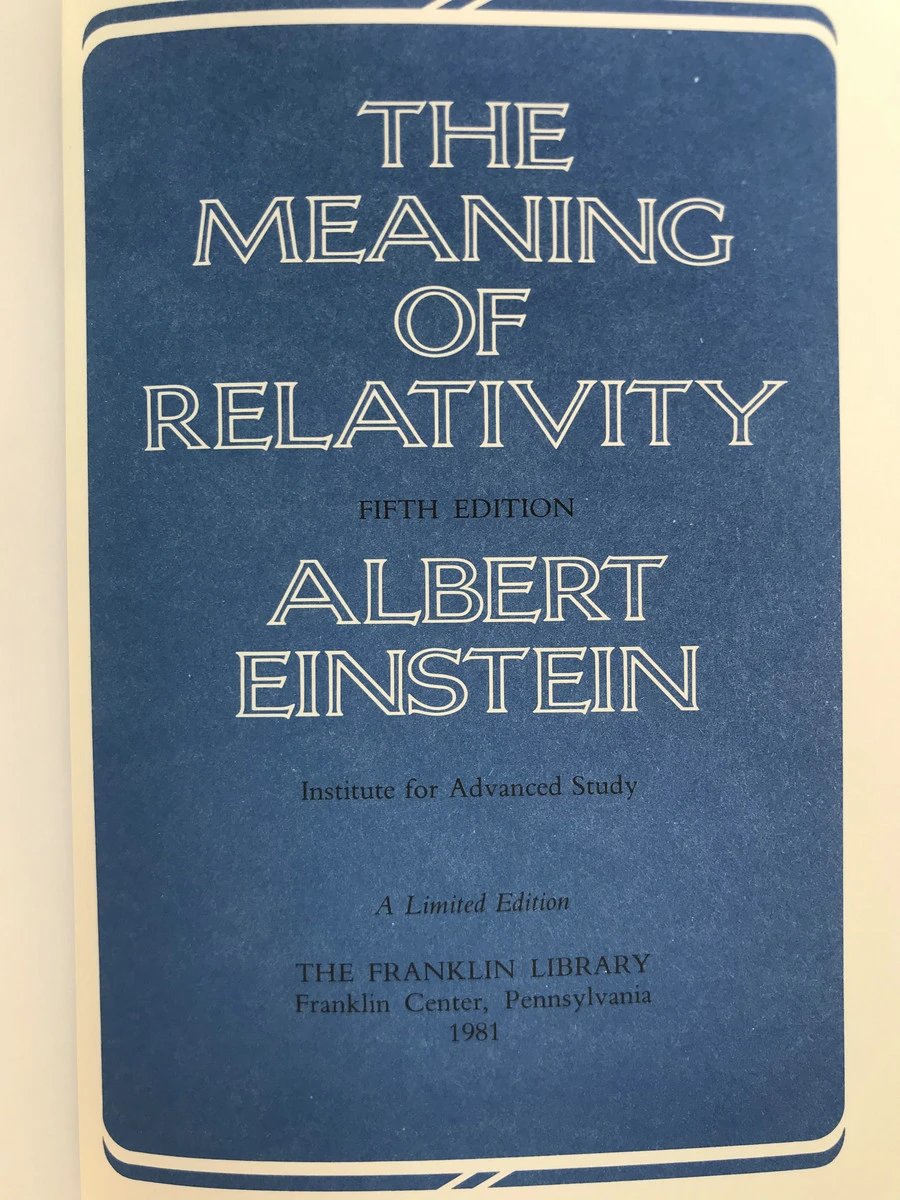 THE
MEANING
OF
RELATIVITY
FIFTH EDITION
ALBERT
EINSTEIN
Institute for Advanced Study
A Limited Edition
THE FRANKLIN LIBRARY
Franklin Center, Pennsylvania
1981